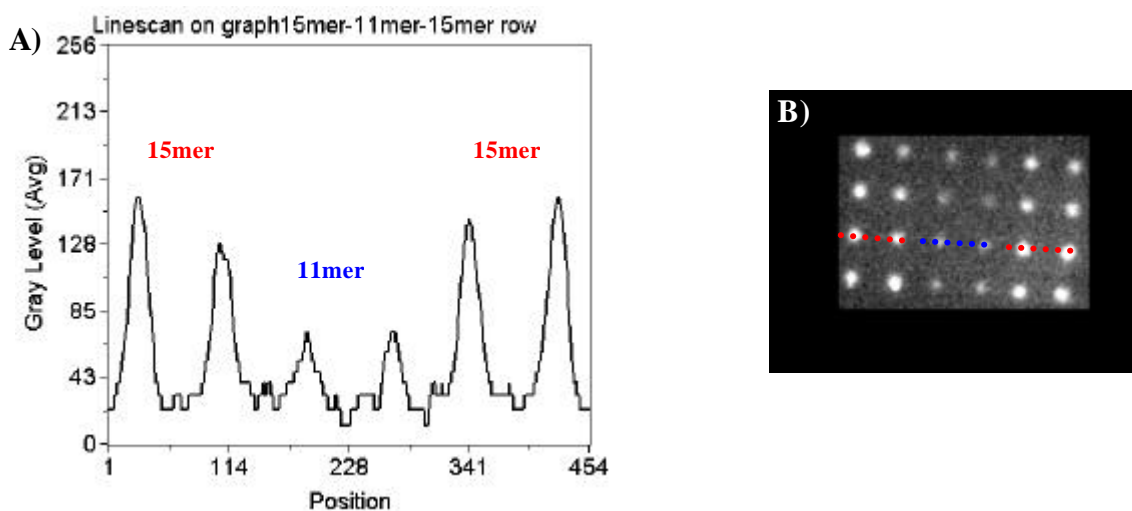 Linescan on graph15mer-11mer-15mer row
A)
256
213
171
128
85
43
0
Gray Level (Avg)
15mer
15mer
11mer
1 114 228 341 454
Position
B)